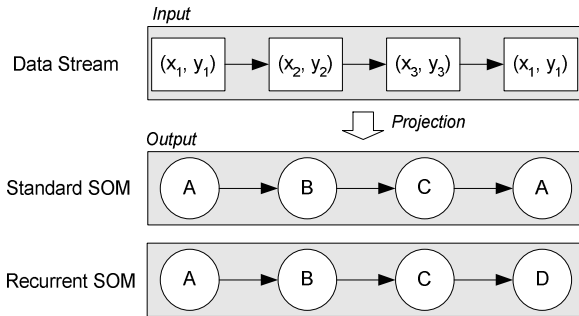 Input
Data Stream (x₁, y₁) (x₂, y₂) (x₃, y₃) (x₁, y₁)
Projection
Output
Standard SOM A B C A
Recurrent SOM A B C D